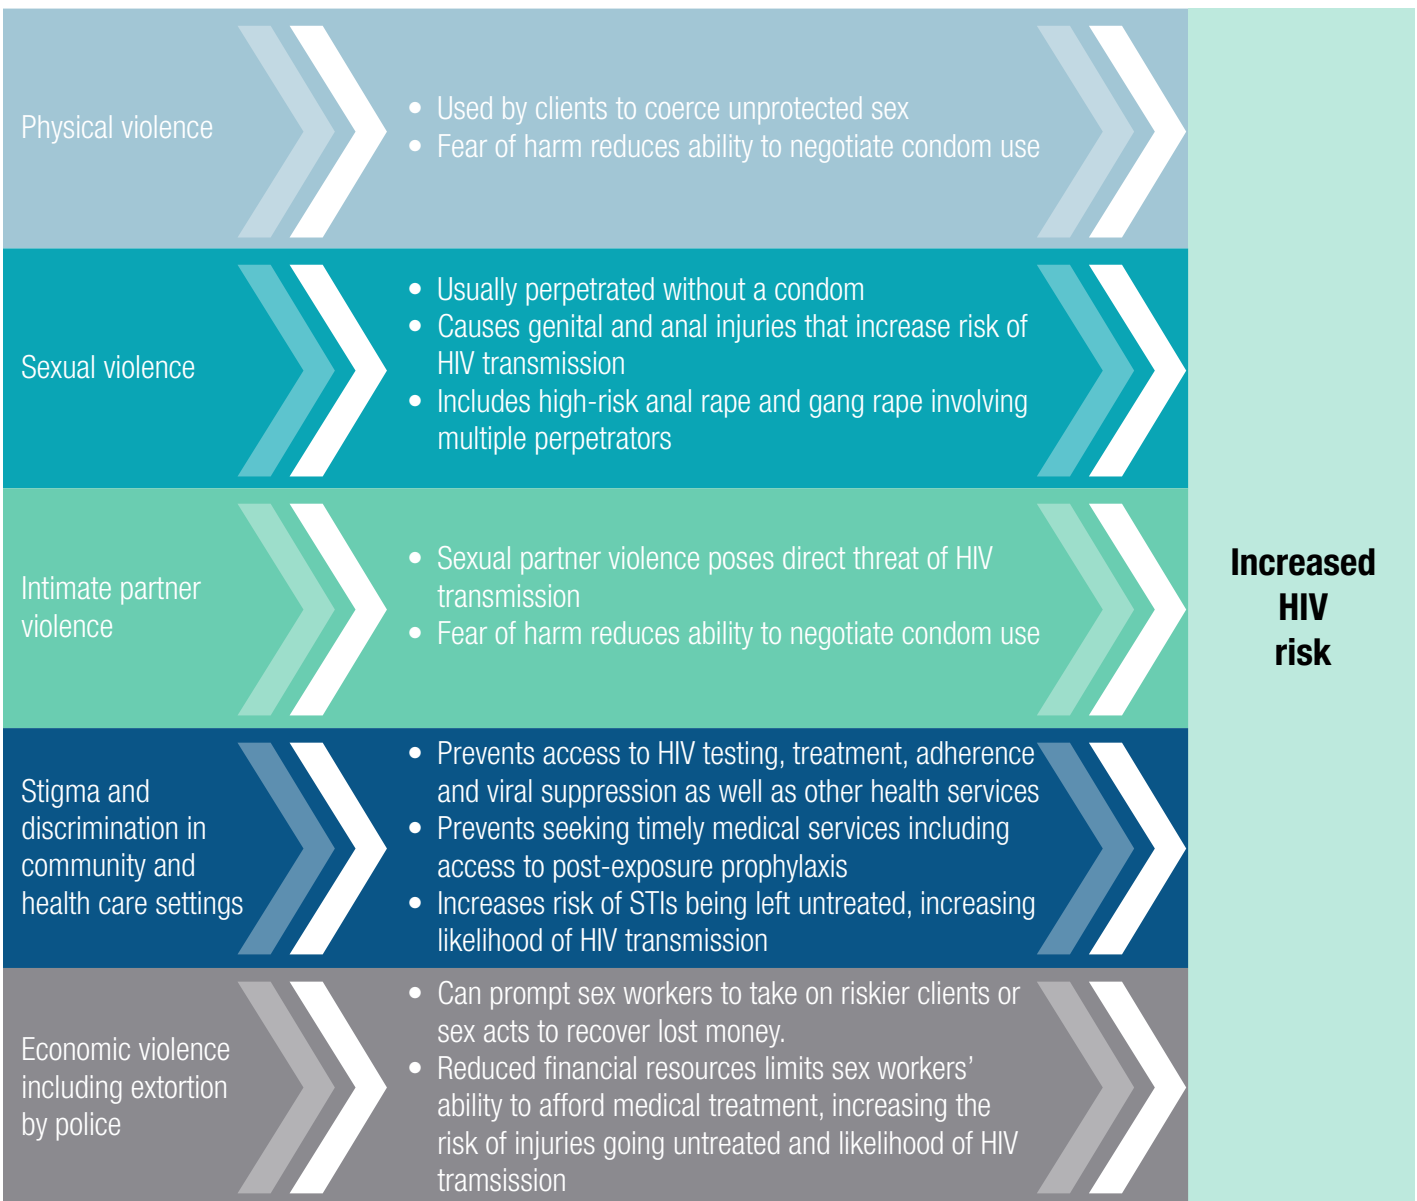 Physical violence
• Used by clients to coerce unprotected sex
• Fear of harm reduces ability to negotiate condom use
Sexual violence
• Usually perpetrated without a condom
• Causes genital and anal injuries that increase risk of
HIV transmission
• Includes high-risk anal rape and gang rape involving
multiple perpetrators
Intimate partner
violence
• Sexual partner violence poses direct threat of HIV
transmission
• Fear of harm reduces ability to negotiate condom use
Stigma and
discrimination in
community and
health care settings
• Prevents access to HIV testing, treatment, adherence
and viral suppression as well as other health services
• Prevents seeking timely medical services including
access to post-exposure prophylaxis
• Increases risk of STIs being left untreated, increasing
likelihood of HIV transmission
Economic violence
including extortion
by police
• Can prompt sex workers to take on riskier clients or
sex acts to recover lost money.
• Reduced financial resources limits sex workers’
ability to afford medical treatment, increasing the
risk of injuries going untreated and likelihood of HIV
tramsission
Increased
HIV
risk